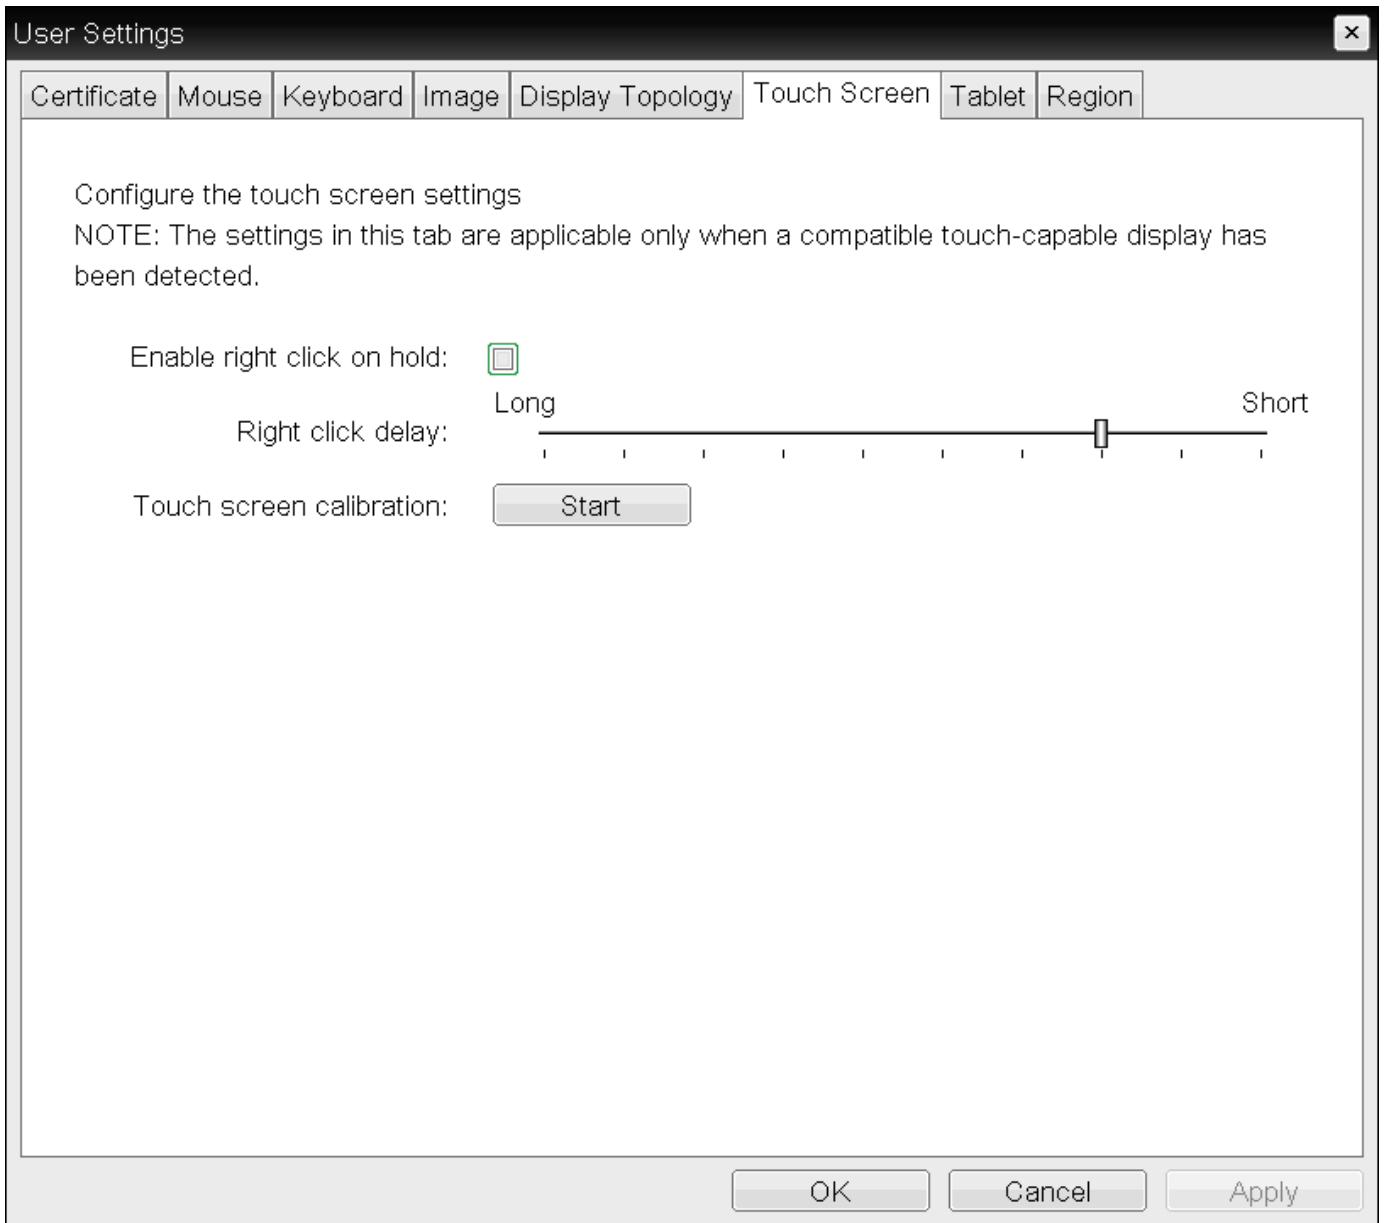 User Settings
Certificate Mouse Keyboard Image Display Topology Touch Screen Tablet Region
Configure the touch screen settings
NOTE: The settings in this tab are applicable only when a compatible touch-capable display has
been detected.
Enable right click on hold:
Long Short
Right click delay:
Touch screen calibration: Start
OK Cancel Apply